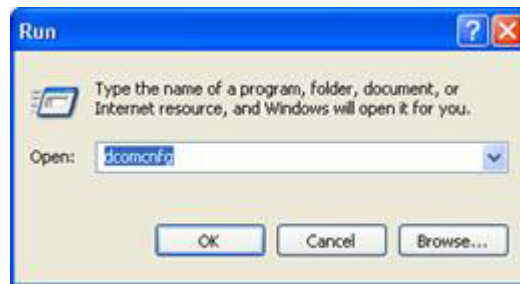 Run
Type the name of a program, folder, document, or
Internet resource, and Windows will open it for you.
Open: dcomcnfg
OK Cancel Browse...